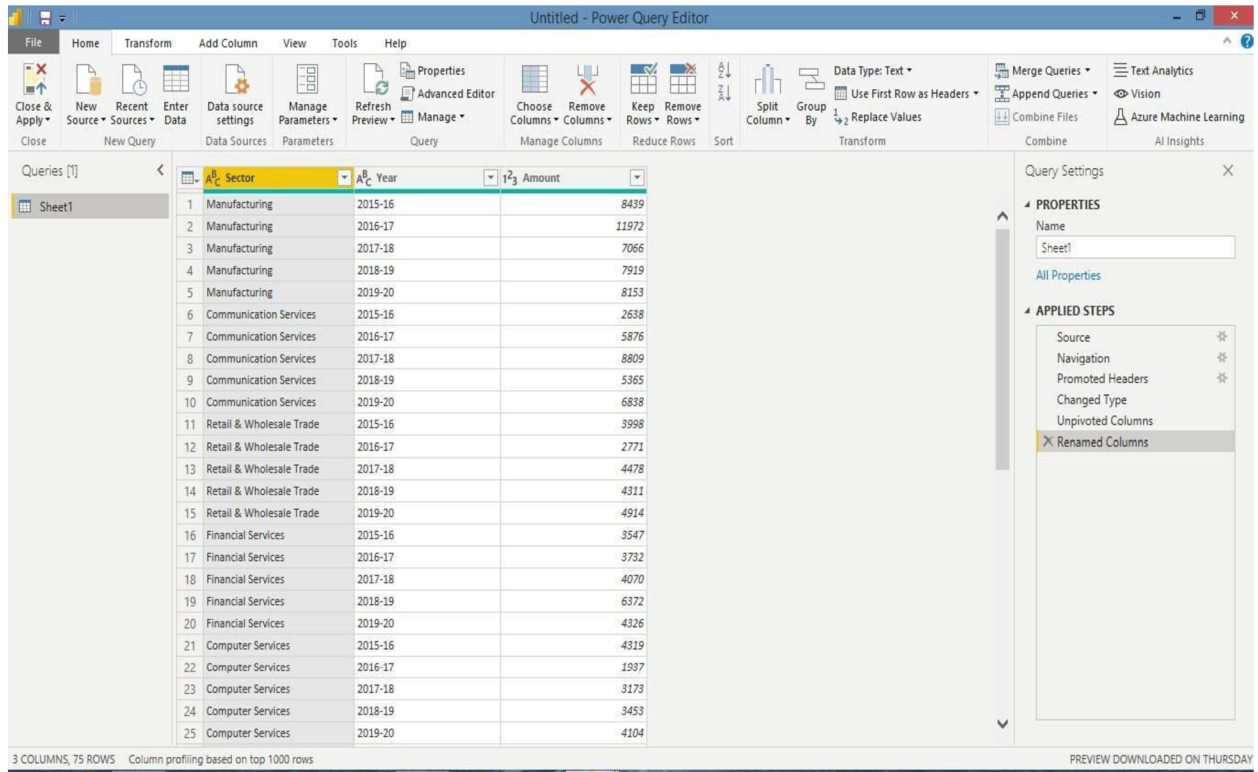 Untitled - Power Query Editor
File Home Transform Add Column View Tools Help
Close & Apply
New Source
Recent Sources
Enter Data
Data source settings
Manage Parameters
Refresh Preview
Properties
Advanced Editor
Manage
Choose Columns
Remove Columns
Keep Rows
Remove Rows
Split Column
Group By
Data Type: Text
Use First Row as Headers
Replace Values
Merge Queries
Append Queries
Combine Files
Text Analytics
Vision
Azure Machine Learning
Close New Query Data Sources Parameters Query Manage Columns Reduce Rows Sort Transform Combine AI Insights
Queries [1]
Sheet1
Sector Year Amount
1 Manufacturing 2015-16 8439
2 Manufacturing 2016-17 11972
3 Manufacturing 2017-18 7066
4 Manufacturing 2018-19 7919
5 Manufacturing 2019-20 8153
6 Communication Services 2015-16 2638
7 Communication Services 2016-17 5876
8 Communication Services 2017-18 8809
9 Communication Services 2018-19 5365
10 Communication Services 2019-20 6838
11 Retail & Wholesale Trade 2015-16 3998
12 Retail & Wholesale Trade 2016-17 2771
13 Retail & Wholesale Trade 2017-18 4478
14 Retail & Wholesale Trade 2018-19 4311
15 Retail & Wholesale Trade 2019-20 4914
16 Financial Services 2015-16 3547
17 Financial Services 2016-17 3732
18 Financial Services 2017-18 4070
19 Financial Services 2018-19 6372
20 Financial Services 2019-20 4326
21 Computer Services 2015-16 4319
22 Computer Services 2016-17 1937
23 Computer Services 2017-18 3173
24 Computer Services 2018-19 3453
25 Computer Services 2019-20 4104
Query Settings
PROPERTIES
Name
Sheet1
All Properties
APPLIED STEPS
Source
Navigation
Promoted Headers
Changed Type
Unpivoted Columns
Renamed Columns
3 COLUMNS, 75 ROWS Column profiling based on top 1000 rows
PREVIEW DOWNLOADED ON THURSDAY